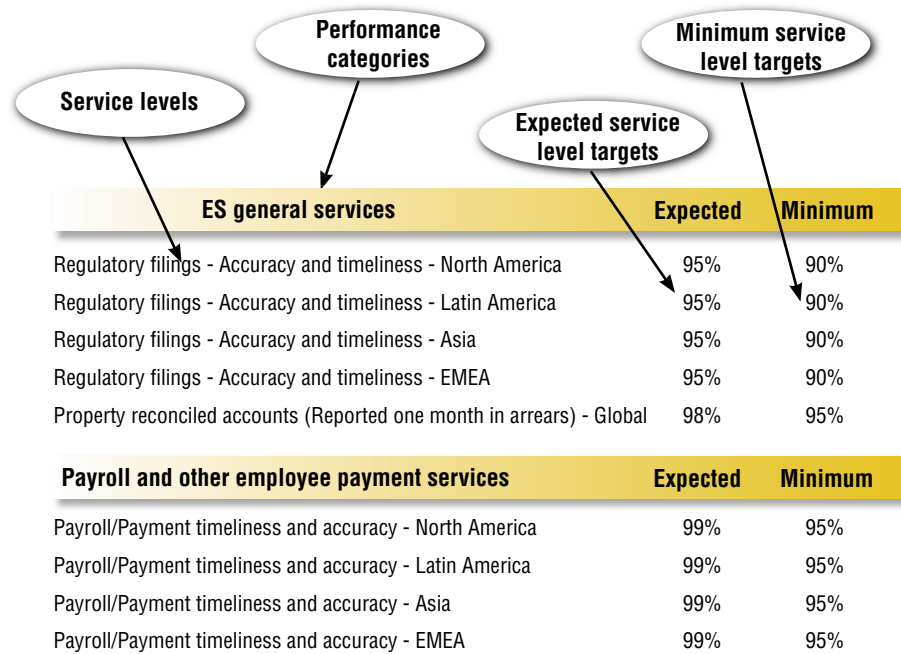 Performance
categories
Minimum service
level targets
Service levels
Expected service
level targets
ES general services Expected Minimum
Regulatory filings - Accuracy and timeliness - North America 95% 90%
Regulatory filings - Accuracy and timeliness - Latin America 95% 90%
Regulatory filings - Accuracy and timeliness - Asia 95% 90%
Regulatory filings - Accuracy and timeliness - EMEA 95% 90%
Property reconciled accounts (Reported one month in arrears) - Global 98% 95%
Payroll and other employee payment services Expected Minimum
Payroll/Payment timeliness and accuracy - North America 99% 95%
Payroll/Payment timeliness and accuracy - Latin America 99% 95%
Payroll/Payment timeliness and accuracy - Asia 99% 95%
Payroll/Payment timeliness and accuracy - EMEA 99% 95%